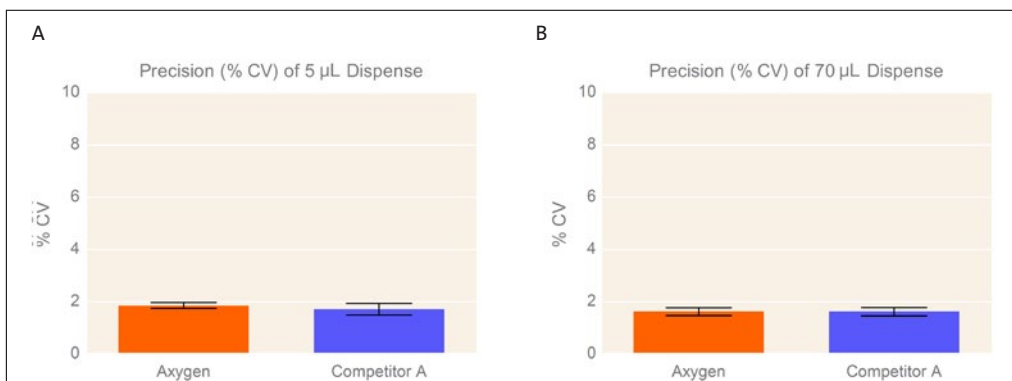 A
Precision (% CV) of 5 µL Dispense
10
8
6
4
2
0
% CV
Axygen Competitor A
B
Precision (% CV) of 70 µL Dispense
10
8
6
4
2
0
% CV
Axygen Competitor A